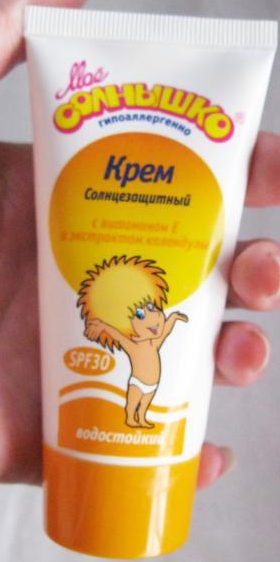 Моё
СОЛНЫШКО
®
гипоаллергенно
Крем
Солнцезащитный
с витамином Е
и экстрактом календулы
SPF30
водостойкий